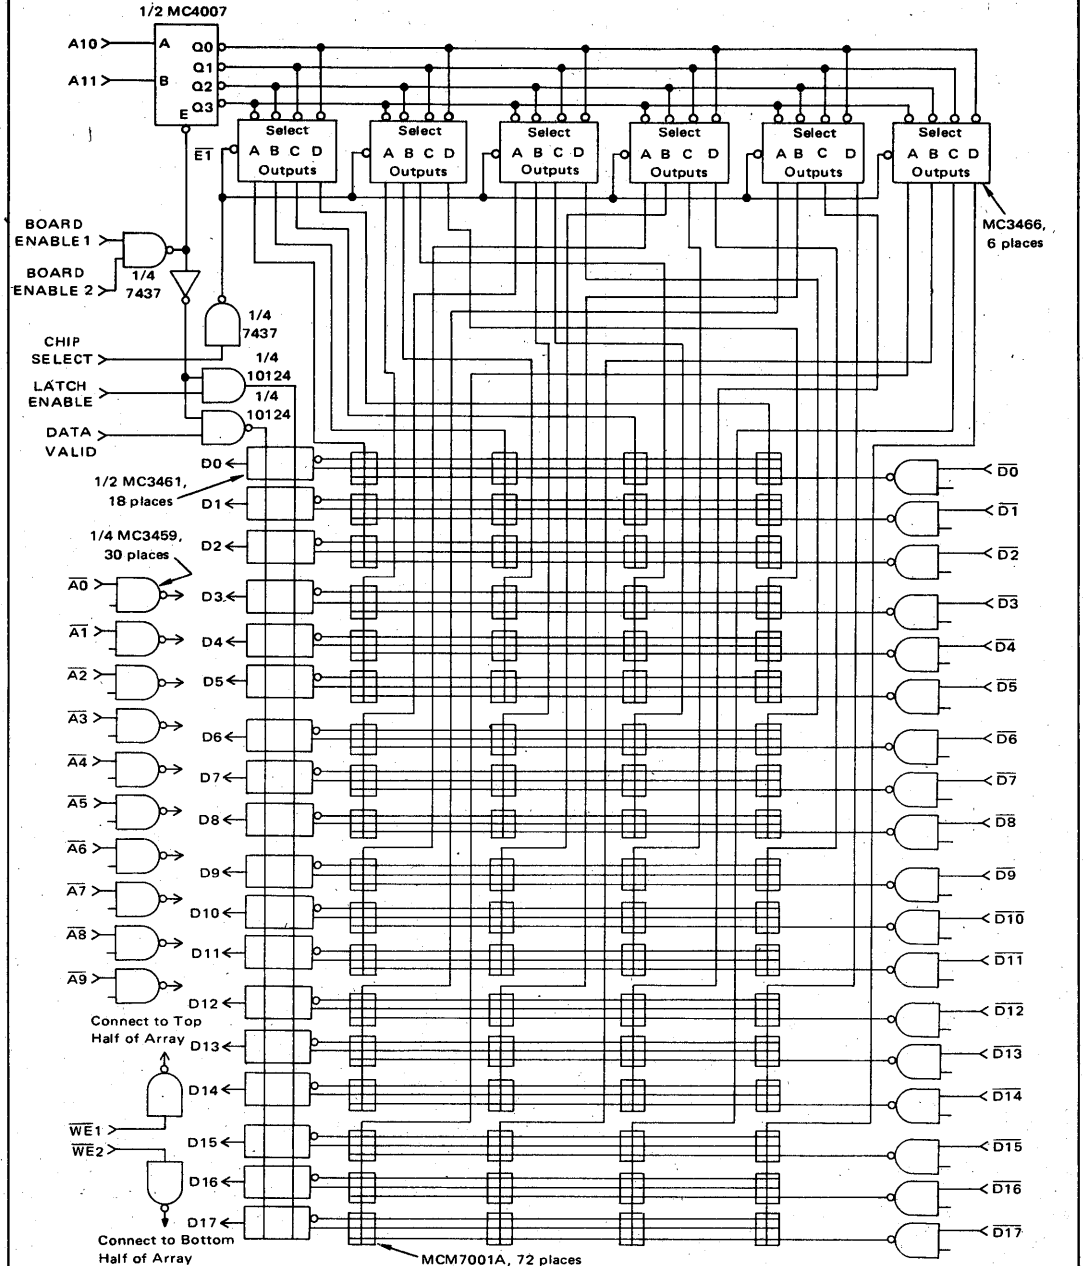 1/2 MC4007
A10
A
Q0
Q1
A11
B
Q2
Q3
E
E1
Select
A B C D
Outputs
Select
A B C D
Outputs
Select
A B C D
Outputs
Select
A B C D
Outputs
Select
A B C D
Outputs
Select
A B C D
Outputs
MC3466,
6 places
BOARD
ENABLE 1
BOARD
ENABLE 2
1/4
7437
1/4
7437
CHIP
SELECT
1/4
10124
LATCH
ENABLE
1/4
10124
DATA
VALID
1/2 MC3461,
18 places
1/4 MC3459,
30 places
D0
D1
D2
D3
D4
D5
D6
D7
D8
D9
D10
D11
D12
D13
D14
D15
D16
D17
A0
A1
A2
A3
A4
A5
A6
A7
A8
A9
Connect to Top
Half of Array
WE1
WE2
Connect to Bottom
Half of Array
MCM7001A, 72 places
D0
D1
D2
D3
D4
D5
D6
D7
D8
D9
D10
D11
D12
D13
D14
D15
D16
D17